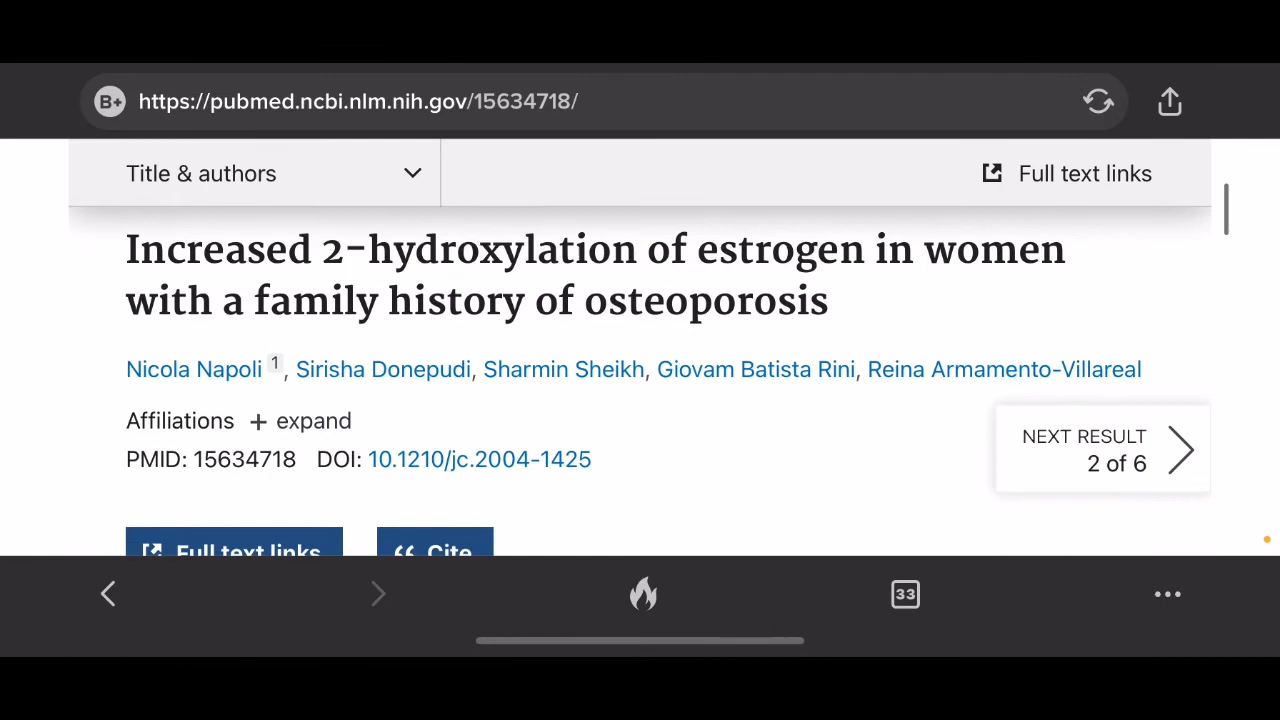 B+ https://pubmed.ncbi.nlm.nih.gov/15634718/
Title & authors
Full text links
Increased 2-hydroxylation of estrogen in women
with a family history of osteoporosis
Nicola Napoli 1, Sirisha Donepudi, Sharmin Sheikh, Giovam Batista Rini, Reina Armamento-Villareal
Affiliations + expand
PMID: 15634718 DOI: 10.1210/jc.2004-1425
NEXT RESULT
2 of 6
Full text links
Cite
33